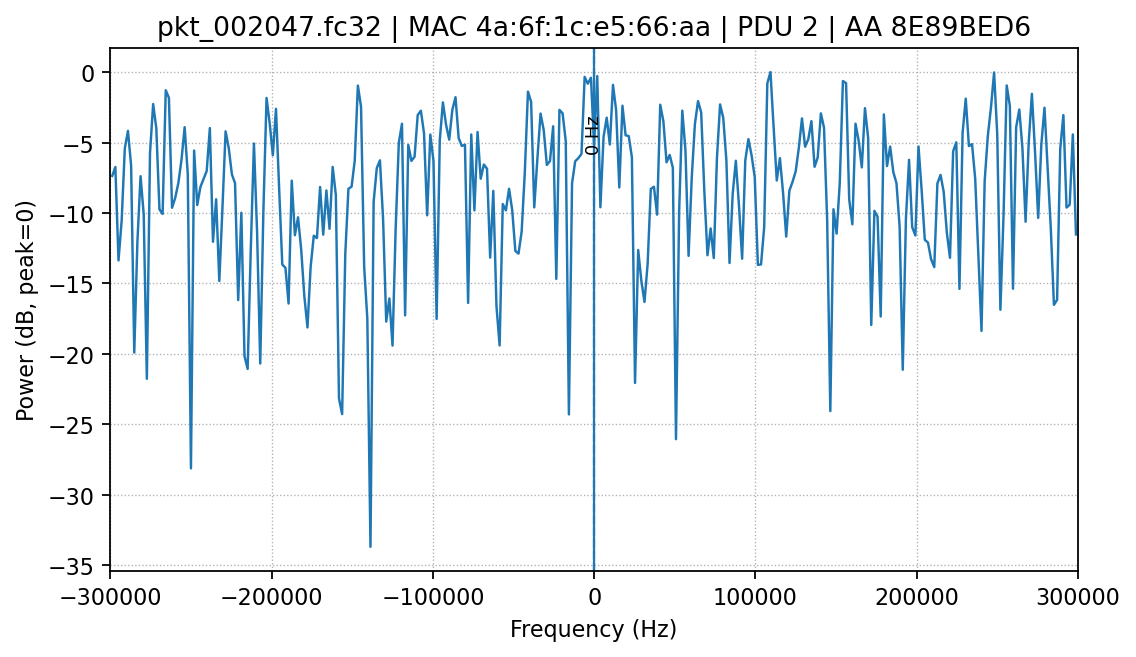 pkt_002047.fc32 | MAC 4a:6f:1c:e5:66:aa | PDU 2 | AA 8E89BED6
Power (dB, peak=0)
0
−5
−10
−15
−20
−25
−30
−35
0 Hz
−300000 −200000 −100000 0 100000 200000 300000
Frequency (Hz)